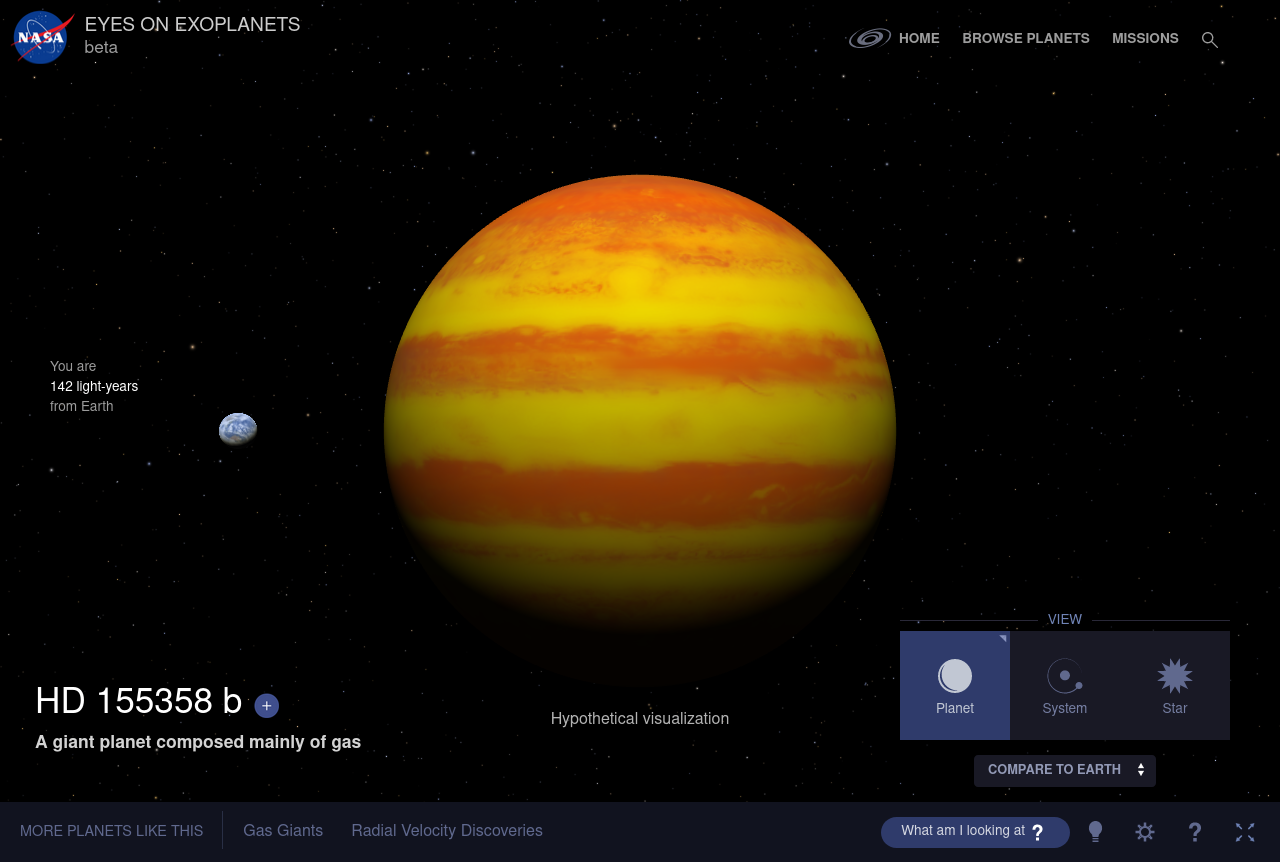 NASA
EYES ON EXOPLANETS
beta
HOME
BROWSE PLANETS
MISSIONS
You are
142 light-years
from Earth
VIEW
Planet
System
Star
HD 155358 b +
A giant planet composed mainly of gas
Hypothetical visualization
COMPARE TO EARTH
MORE PLANETS LIKE THIS
Gas Giants
Radial Velocity Discoveries
What am I looking at ?
?